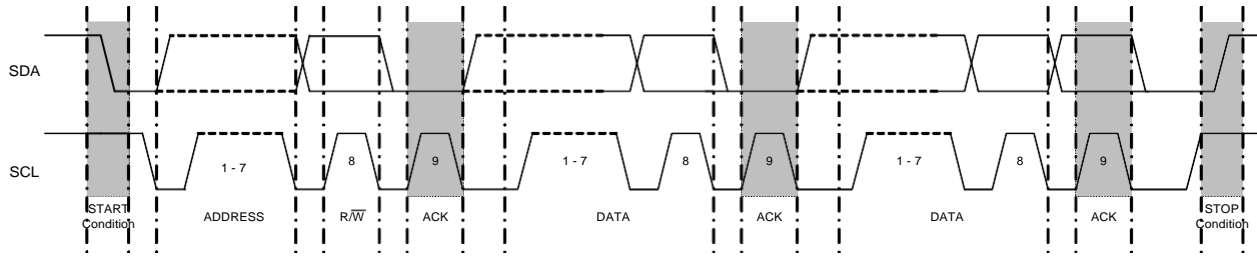 SDA
SCL
1 - 7
8
9
1 - 7
8
9
1 - 7
8
9
START
Condition
ADDRESS
R/W̅
ACK
DATA
ACK
DATA
ACK
STOP
Condition